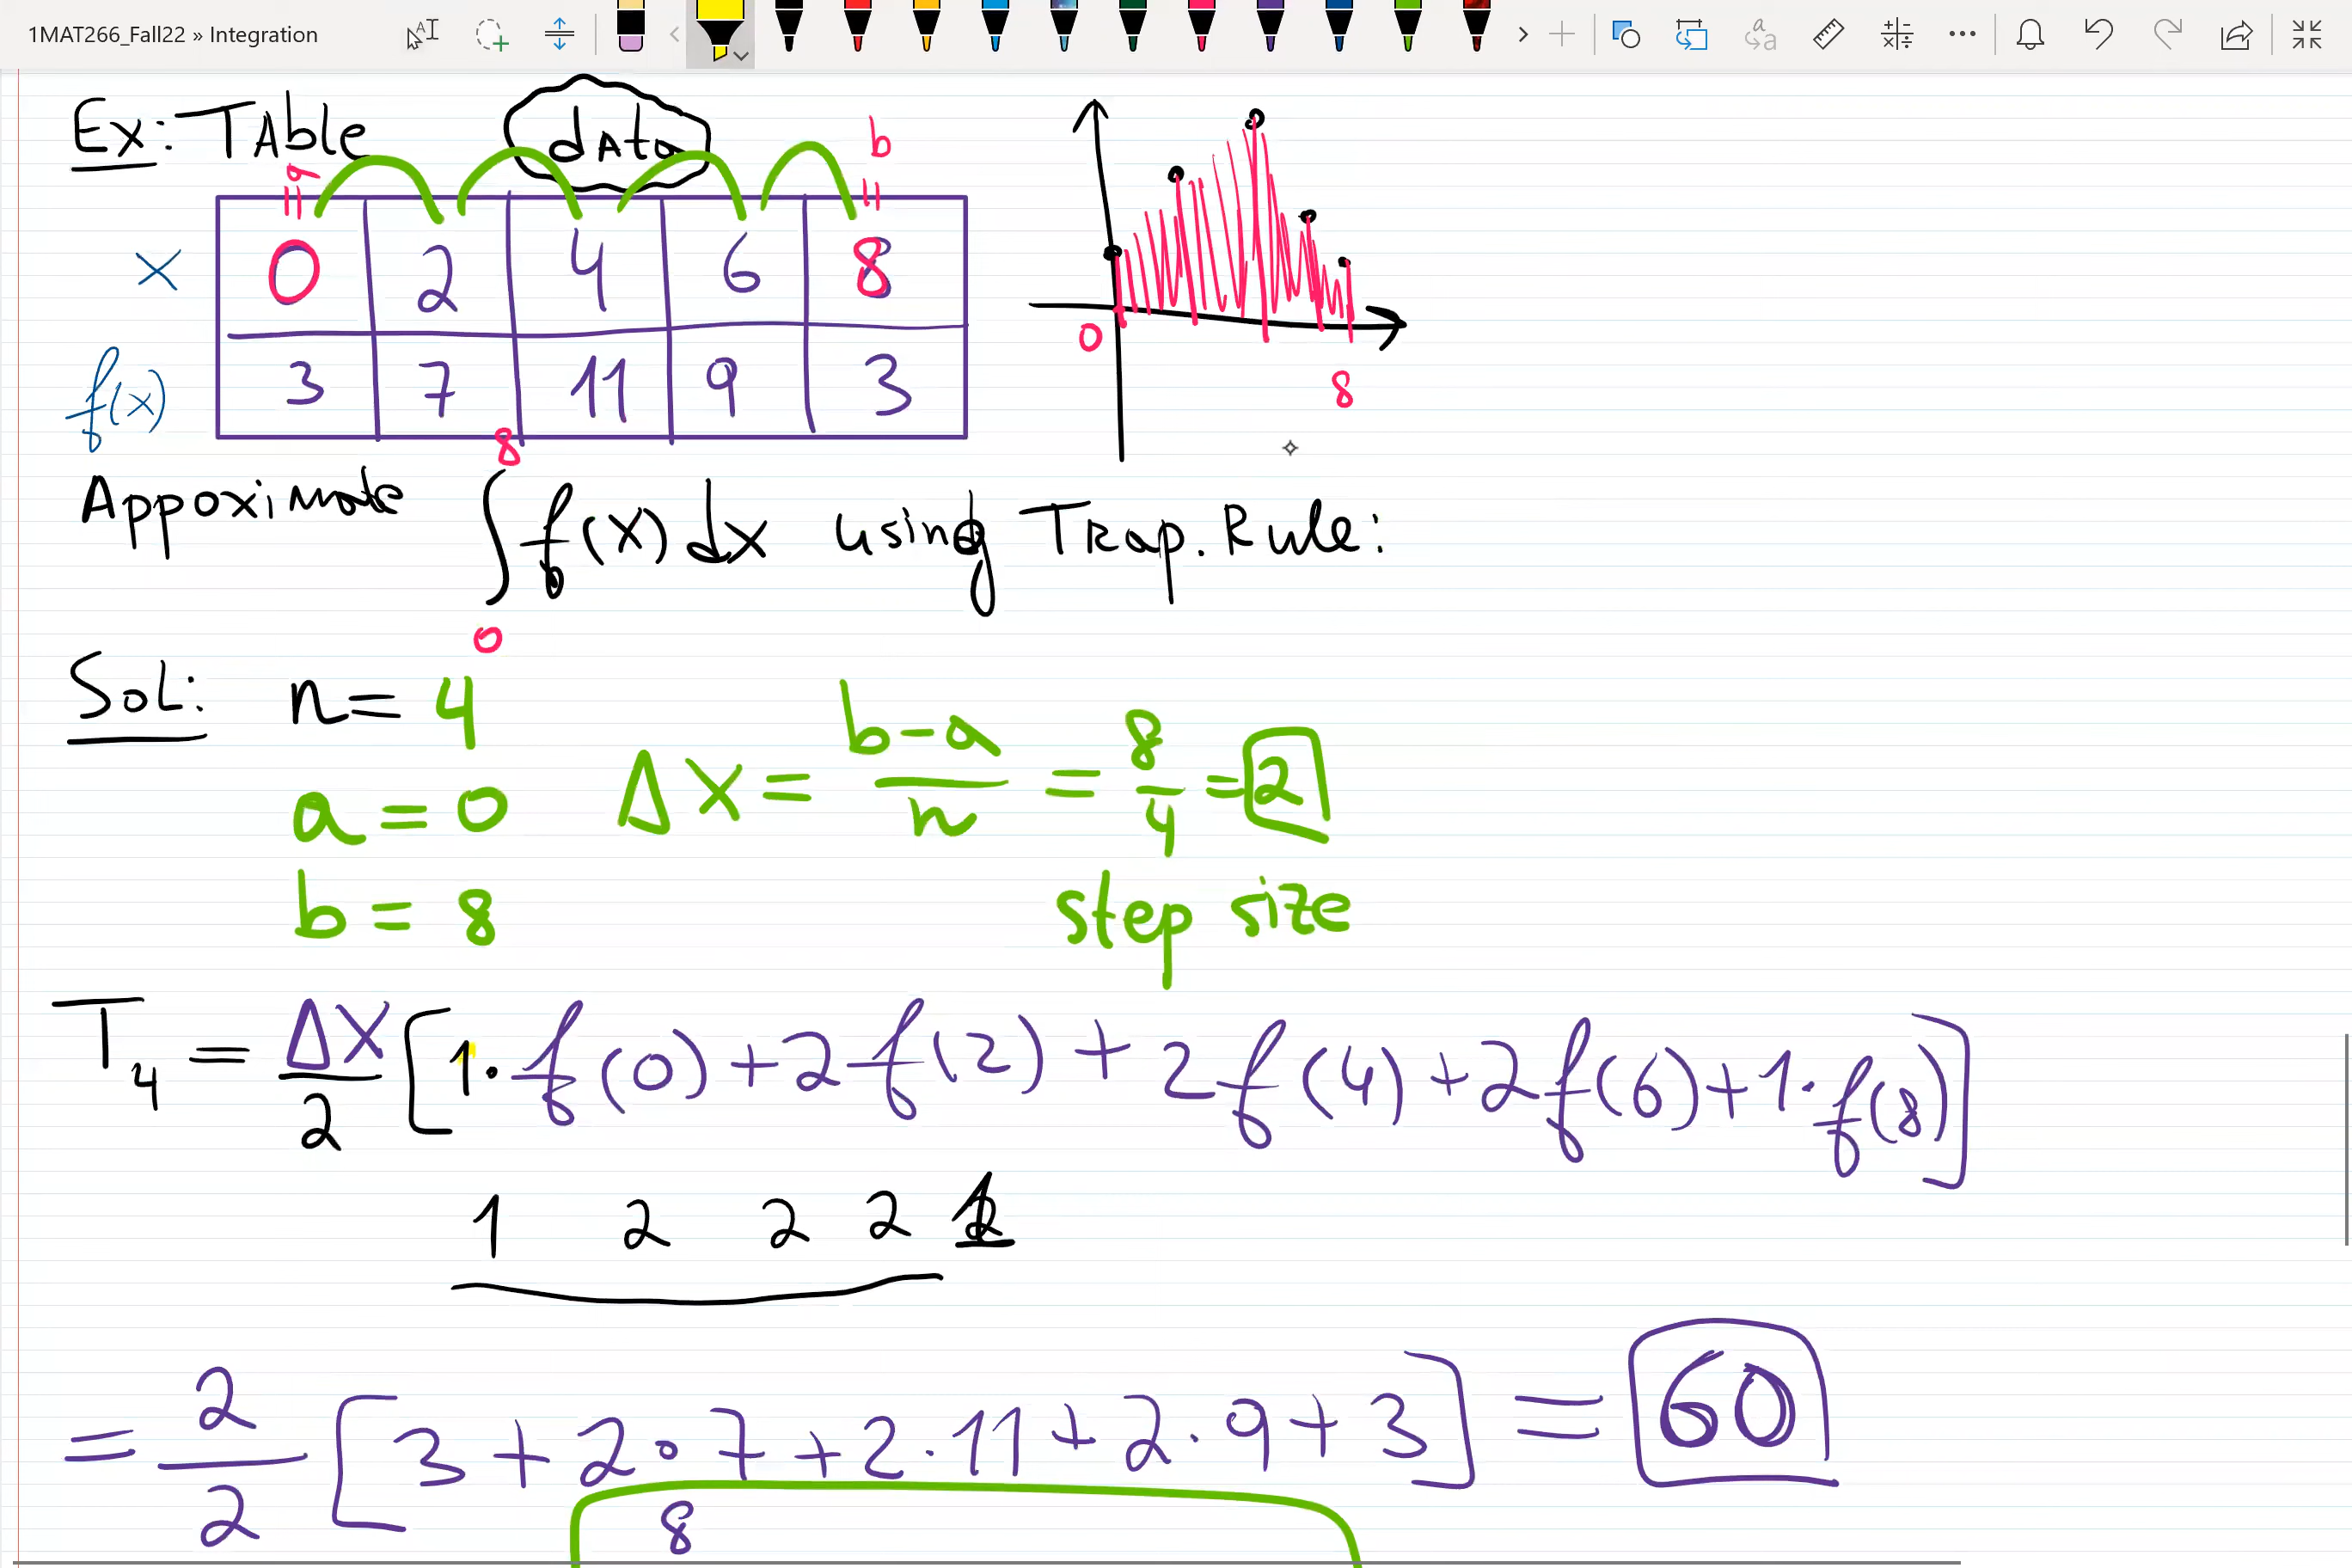 1MAT266_Fall22 » Integration
Ex: TAble dAta
a b
= =
x 0 2 4 6 8
f(x) 3 7 11 9 3
0 8
Appoximate ∫₀⁸ f(x) dx using Trap. Rule:
Sol: n = 4
a = 0 Δx = (b-a)/n = 8/4 = 2
b = 8 step size
T₄ = Δx/2 [1·f(0) + 2f(2) + 2f(4) + 2f(6) + 1·f(8)]
1 2 2 2 1
= 2/2 [3 + 2·7 + 2·11 + 2·9 + 3] = 60
8